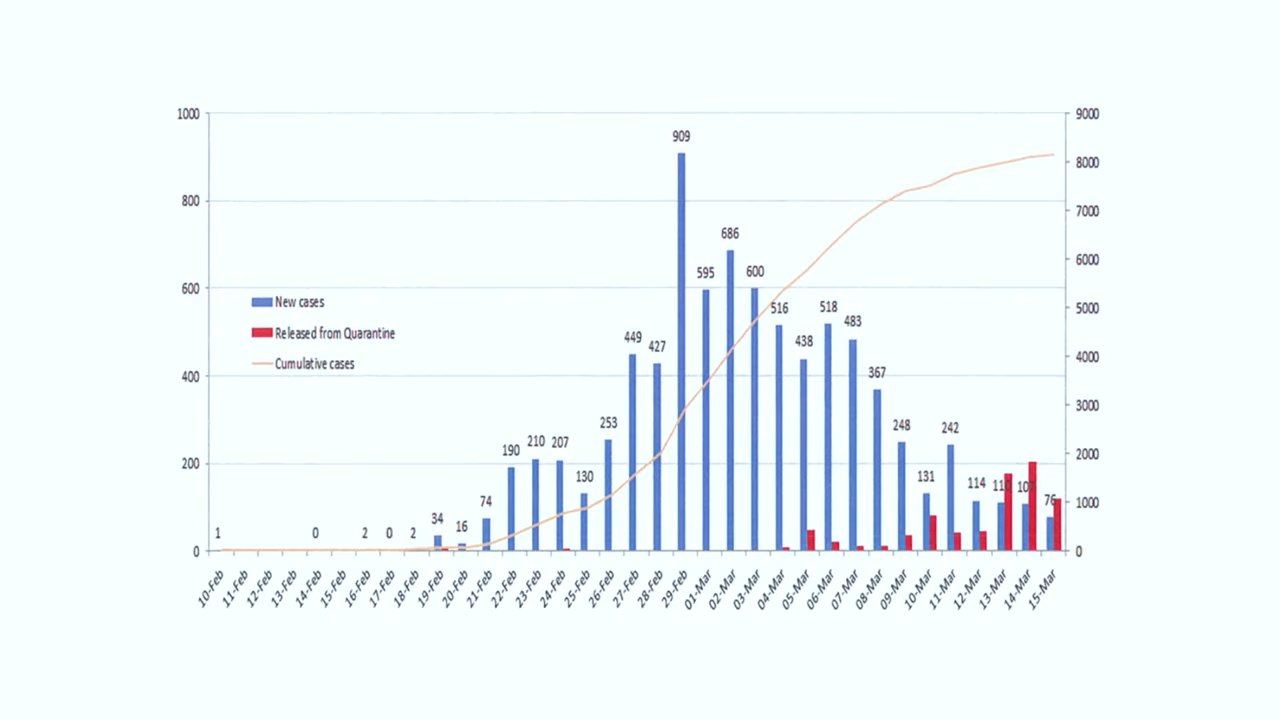 1000
800
600
400
200
0
9000
8000
7000
6000
5000
4000
3000
2000
1000
0
New cases
Released from Quarantine
Cumulative cases
1
0
2
0
2
34
16
74
190
210
207
130
253
449
427
909
595
686
600
516
438
518
483
367
248
131
242
114
76
10-Feb
11-Feb
12-Feb
13-Feb
14-Feb
15-Feb
16-Feb
17-Feb
18-Feb
19-Feb
20-Feb
21-Feb
22-Feb
23-Feb
24-Feb
25-Feb
26-Feb
27-Feb
28-Feb
29-Feb
01-Mar
02-Mar
03-Mar
04-Mar
05-Mar
06-Mar
07-Mar
08-Mar
09-Mar
10-Mar
11-Mar
12-Mar
13-Mar
14-Mar
15-Mar